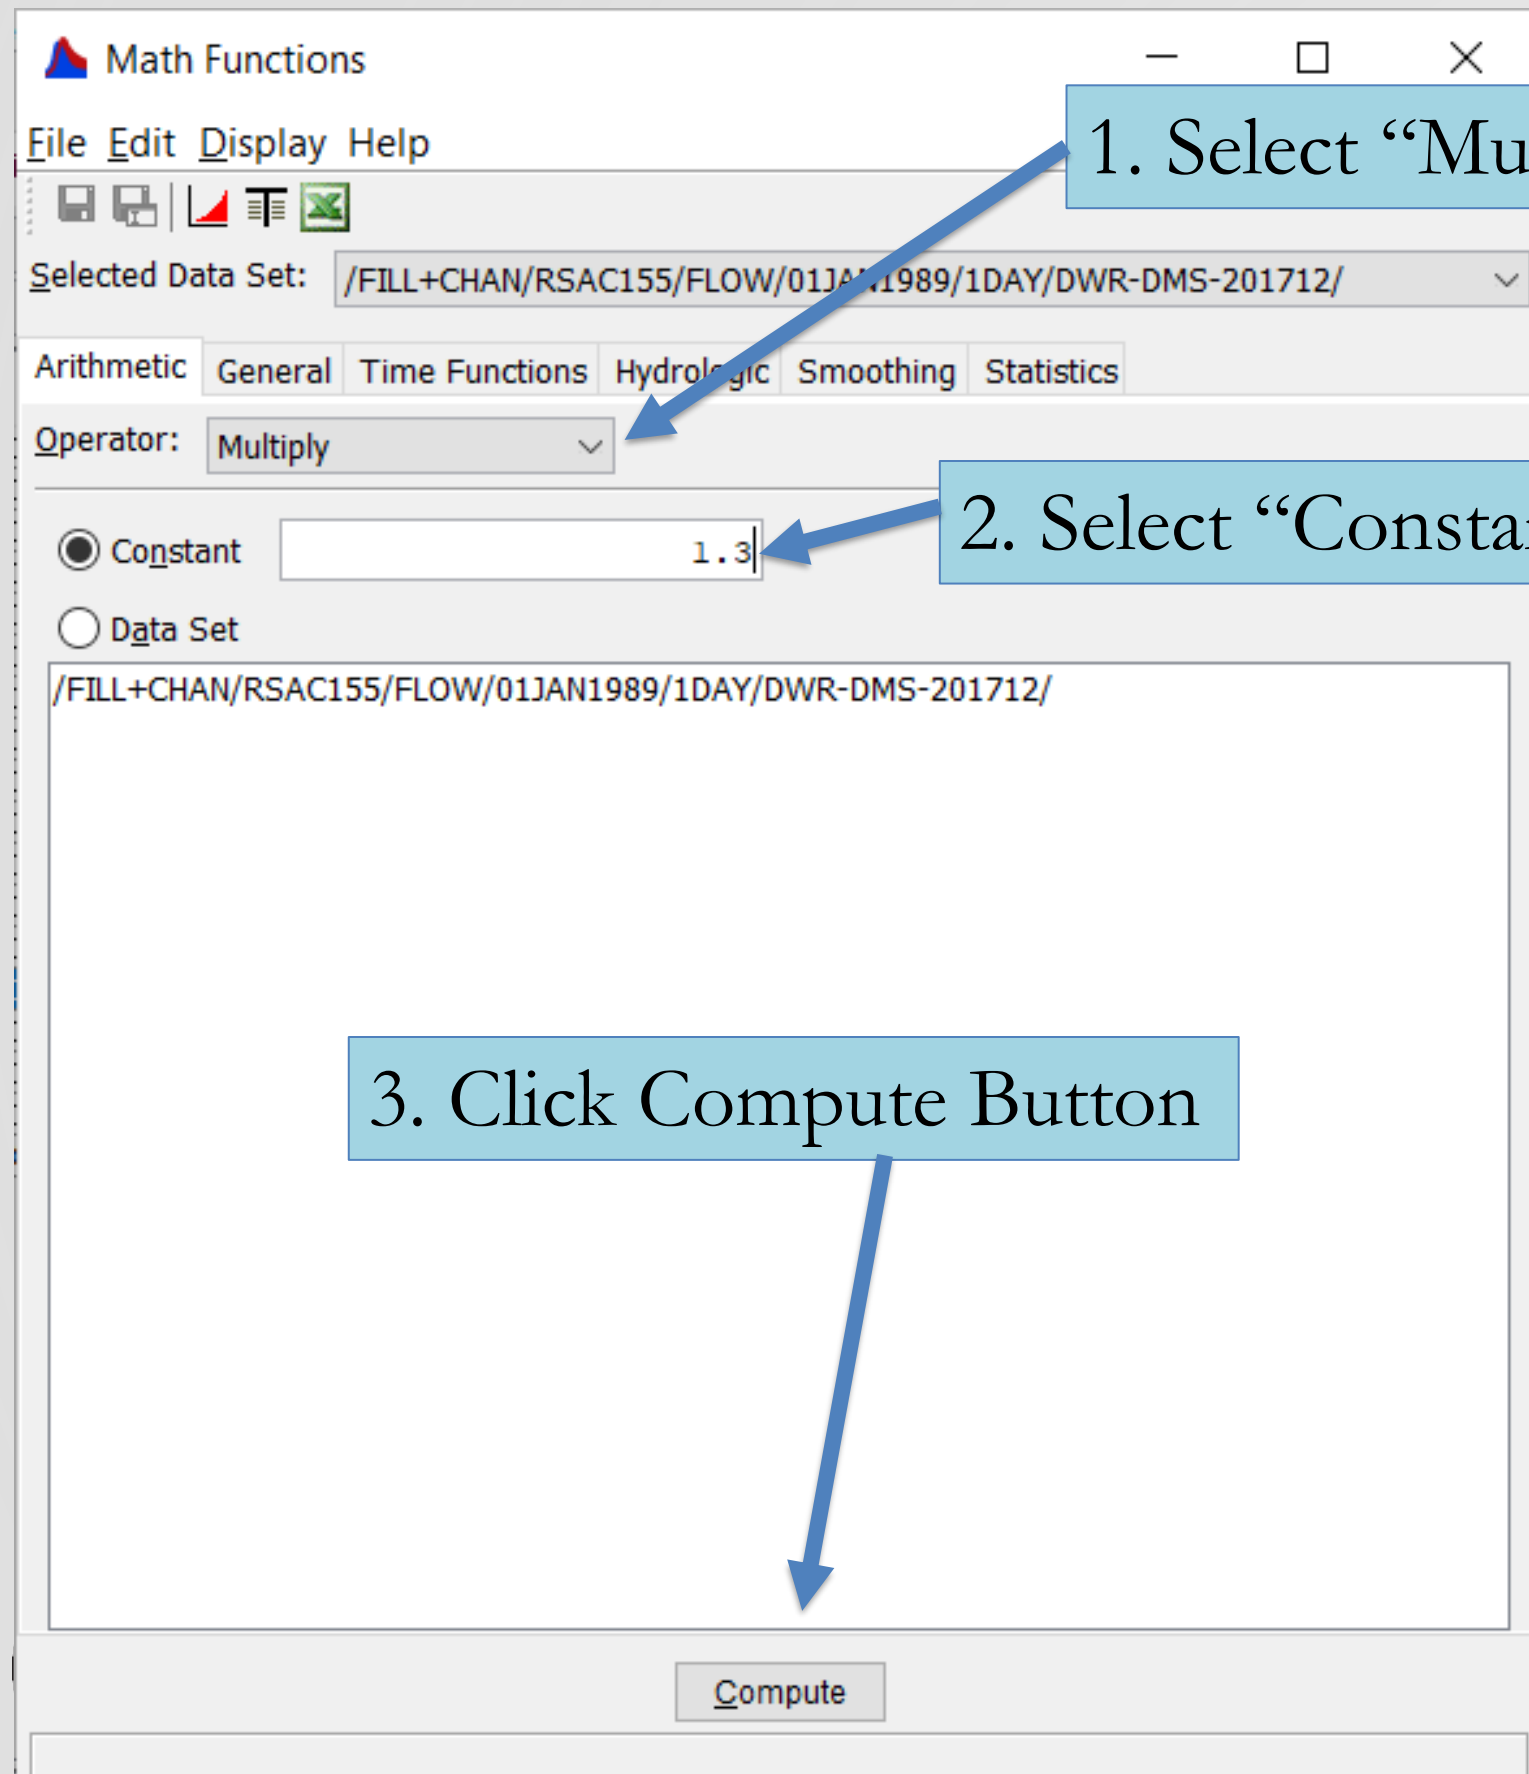 Math Functions
File Edit Display Help
1. Select “Mu
Selected Data Set: /FILL+CHAN/RSAC155/FLOW/01JAN1989/1DAY/DWR-DMS-201712/
Arithmetic General Time Functions Hydrologic Smoothing Statistics
Operator: Multiply
2. Select “Consta
Constant 1.3
Data Set
/FILL+CHAN/RSAC155/FLOW/01JAN1989/1DAY/DWR-DMS-201712/
3. Click Compute Button
Compute